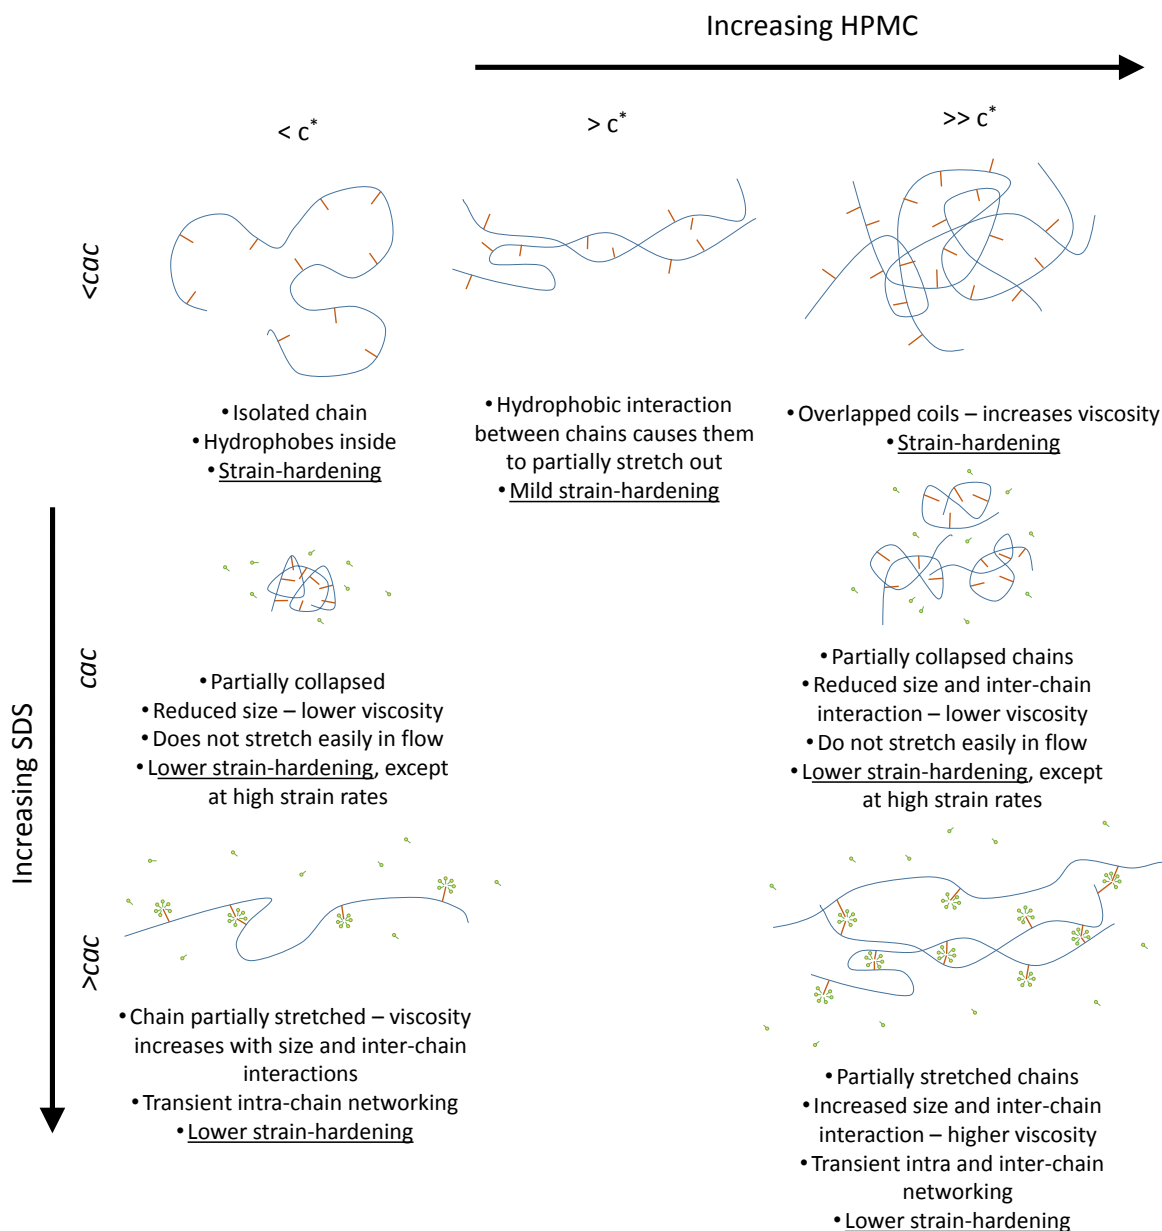 Increasing HPMC
< c*
> c*
>> c*
<cac
• Isolated chain
• Hydrophobes inside
• Strain-hardening
• Hydrophobic interaction
between chains causes them
to partially stretch out
• Mild strain-hardening
• Overlapped coils – increases viscosity
• Strain-hardening
Increasing SDS
cac
• Partially collapsed
• Reduced size – lower viscosity
• Does not stretch easily in flow
• Lower strain-hardening, except
at high strain rates
• Partially collapsed chains
• Reduced size and inter-chain
interaction – lower viscosity
• Do not stretch easily in flow
• Lower strain-hardening, except
at high strain rates
>cac
• Chain partially stretched – viscosity
increases with size and inter-chain
interactions
• Transient intra-chain networking
• Lower strain-hardening
• Partially stretched chains
• Increased size and inter-chain
interaction – higher viscosity
• Transient intra and inter-chain
networking
• Lower strain-hardening